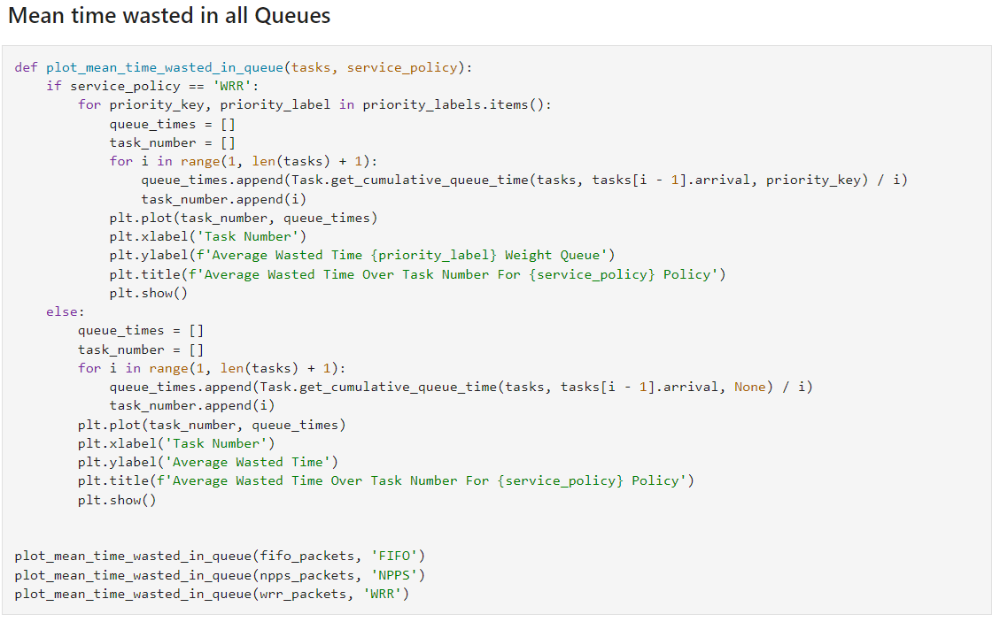 Mean time wasted in all Queues
def plot_mean_time_wasted_in_queue(tasks, service_policy):
    if service_policy == 'WRR':
        for priority_key, priority_label in priority_labels.items():
            queue_times = []
            task_number = []
            for i in range(1, len(tasks) + 1):
                queue_times.append(Task.get_cumulative_queue_time(tasks, tasks[i - 1].arrival, priority_key) / i)
                task_number.append(i)
            plt.plot(task_number, queue_times)
            plt.xlabel('Task Number')
            plt.ylabel(f'Average Wasted Time {priority_label} Weight Queue')
            plt.title(f'Average Wasted Time Over Task Number For {service_policy} Policy')
            plt.show()
    else:
        queue_times = []
        task_number = []
        for i in range(1, len(tasks) + 1):
            queue_times.append(Task.get_cumulative_queue_time(tasks, tasks[i - 1].arrival, None) / i)
            task_number.append(i)
        plt.plot(task_number, queue_times)
        plt.xlabel('Task Number')
        plt.ylabel('Average Wasted Time')
        plt.title(f'Average Wasted Time Over Task Number For {service_policy} Policy')
        plt.show()
plot_mean_time_wasted_in_queue(fifo_packets, 'FIFO')
plot_mean_time_wasted_in_queue(npps_packets, 'NPPS')
plot_mean_time_wasted_in_queue(wrr_packets, 'WRR')